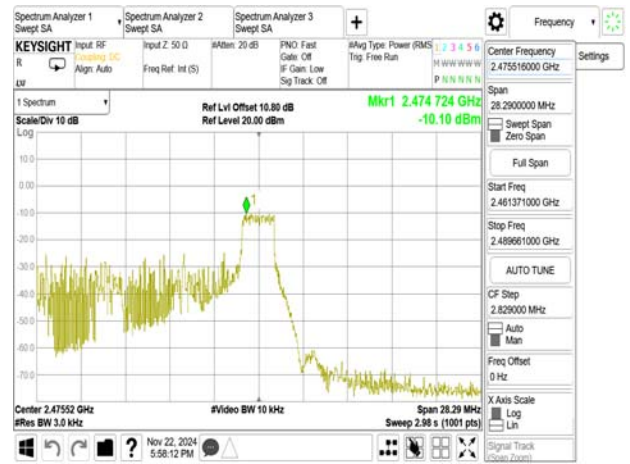 Spectrum Analyzer 1
Swept SA
Spectrum Analyzer 2
Swept SA
Spectrum Analyzer 3
Swept SA
+
Frequency
KEYSIGHT
R
LXI
Input: RF
Coupling: DC
Align: Auto
Input Z: 50 Ω
Freq Ref: Int (S)
#Atten: 20 dB
PNO: Fast
Gate: Off
IF Gain: Low
Sig Track: Off
#Avg Type: Power (RMS
Trig: Free Run
1 2 3 4 5 6
M W W W W W
P N N N N N
1 Spectrum
Scale/Div 10 dB
Log
Ref Lvl Offset 10.80 dB
Ref Level 20.00 dBm
Mkr1 2.474 724 GHz
-10.10 dBm
10.0
0.00
-10.0
-20.0
-30.0
-40.0
-50.0
-60.0
-70.0
1
Center 2.47552 GHz
#Res BW 3.0 kHz
#Video BW 10 kHz
Span 28.29 MHz
Sweep 2.98 s (1001 pts)
Nov 22, 2024
5:58:12 PM
?
Center Frequency
2.475516000 GHz
Settings
Span
28.2900000 MHz
Swept Span
Zero Span
Full Span
Start Freq
2.461371000 GHz
Stop Freq
2.489661000 GHz
AUTO TUNE
CF Step
2.829000 MHz
Auto
Man
Freq Offset
0 Hz
X Axis Scale
Log
Lin
Signal Track
(Span Zoom)